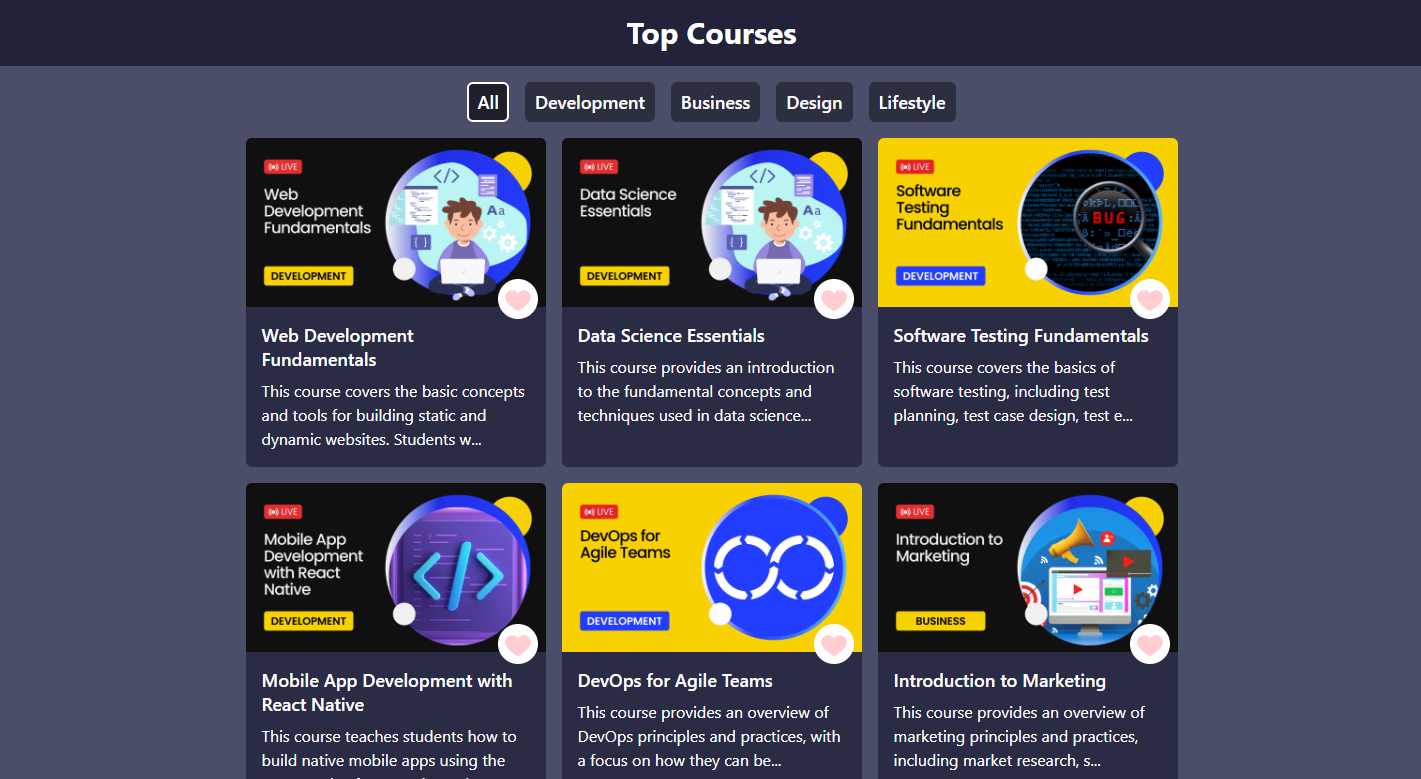 Top Courses
All
Development
Business
Design
Lifestyle
LIVE
Web
Development
Fundamentals
DEVELOPMENT
Web Development
Fundamentals
This course covers the basic concepts
and tools for building static and
dynamic websites. Students w...
LIVE
Data Science
Essentials
DEVELOPMENT
Data Science Essentials
This course provides an introduction
to the fundamental concepts and
techniques used in data science...
LIVE
Software
Testing
Fundamentals
DEVELOPMENT
BUG
Software Testing Fundamentals
This course covers the basics of
software testing, including test
planning, test case design, test e...
LIVE
Mobile App
Development
with React
Native
DEVELOPMENT
Mobile App Development with
React Native
This course teaches students how to
build native mobile apps using the
LIVE
DevOps for
Agile Teams
DEVELOPMENT
DevOps for Agile Teams
This course provides an overview of
DevOps principles and practices, with
a focus on how they can be...
LIVE
Introduction to
Marketing
BUSINESS
Introduction to Marketing
This course provides an overview of
marketing principles and practices,
including market research, s...